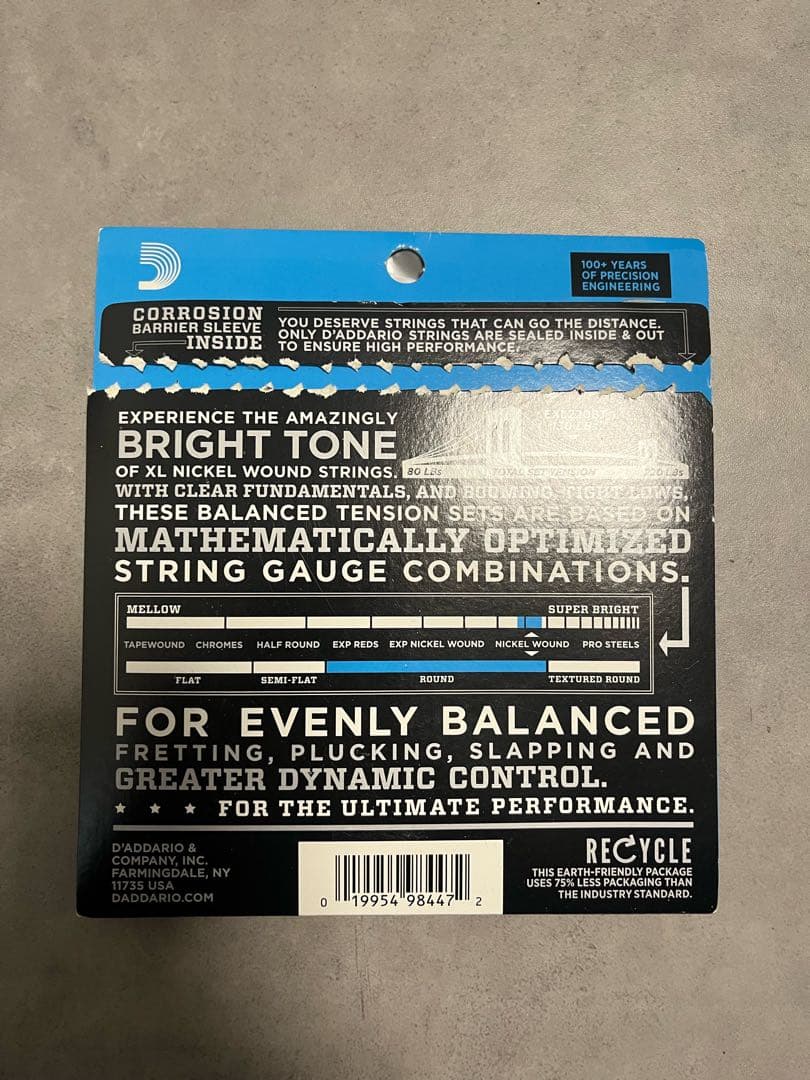 100+ YEARS
OF PRECISION
ENGINEERING
CORROSION
BARRIER SLEEVE
INSIDE
YOU DESERVE STRINGS THAT CAN GO THE DISTANCE.
ONLY D'ADDARIO STRINGS ARE SEALED INSIDE & OUT
TO ENSURE HIGH PERFORMANCE.
EXPERIENCE THE AMAZINGLY
BRIGHT TONE
OF XL NICKEL WOUND STRINGS.
80 LBS
TOTAL SET TENSION
WITH CLEAR FUNDAMENTALS, AND BOOMING, TIGHT LOWS,
THESE BALANCED TENSION SETS ARE BASED ON
MATHEMATICALLY OPTIMIZED
STRING GAUGE COMBINATIONS.
MELLOW SUPER BRIGHT
TAPEWOUND CHROMES HALF ROUND EXP REDS EXP NICKEL WOUND NICKEL WOUND PRO STEELS
FLAT SEMI-FLAT ROUND TEXTURED ROUND
FOR EVENLY BALANCED
FRETTING, PLUCKING, SLAPPING AND
GREATER DYNAMIC CONTROL.
★ ★ ★ FOR THE ULTIMATE PERFORMANCE.
D'ADDARIO &
COMPANY, INC.
FARMINGDALE, NY
11735 USA
DADDARIO.COM
0 19954 98447 2
RECYCLE
THIS EARTH-FRIENDLY PACKAGE
USES 75% LESS PACKAGING THAN
THE INDUSTRY STANDARD.